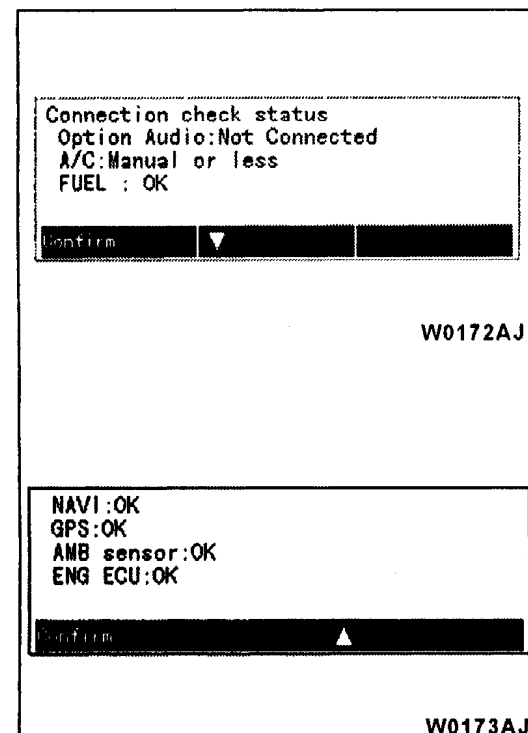 Connection check status
Option Audio:Not Connected
A/C:Manual or less
FUEL : OK
Confirm ▼
W0172AJ
NAVI:OK
GPS:OK
AMB sensor:OK
ENG ECU:OK
Confirm ▲
W0173AJ